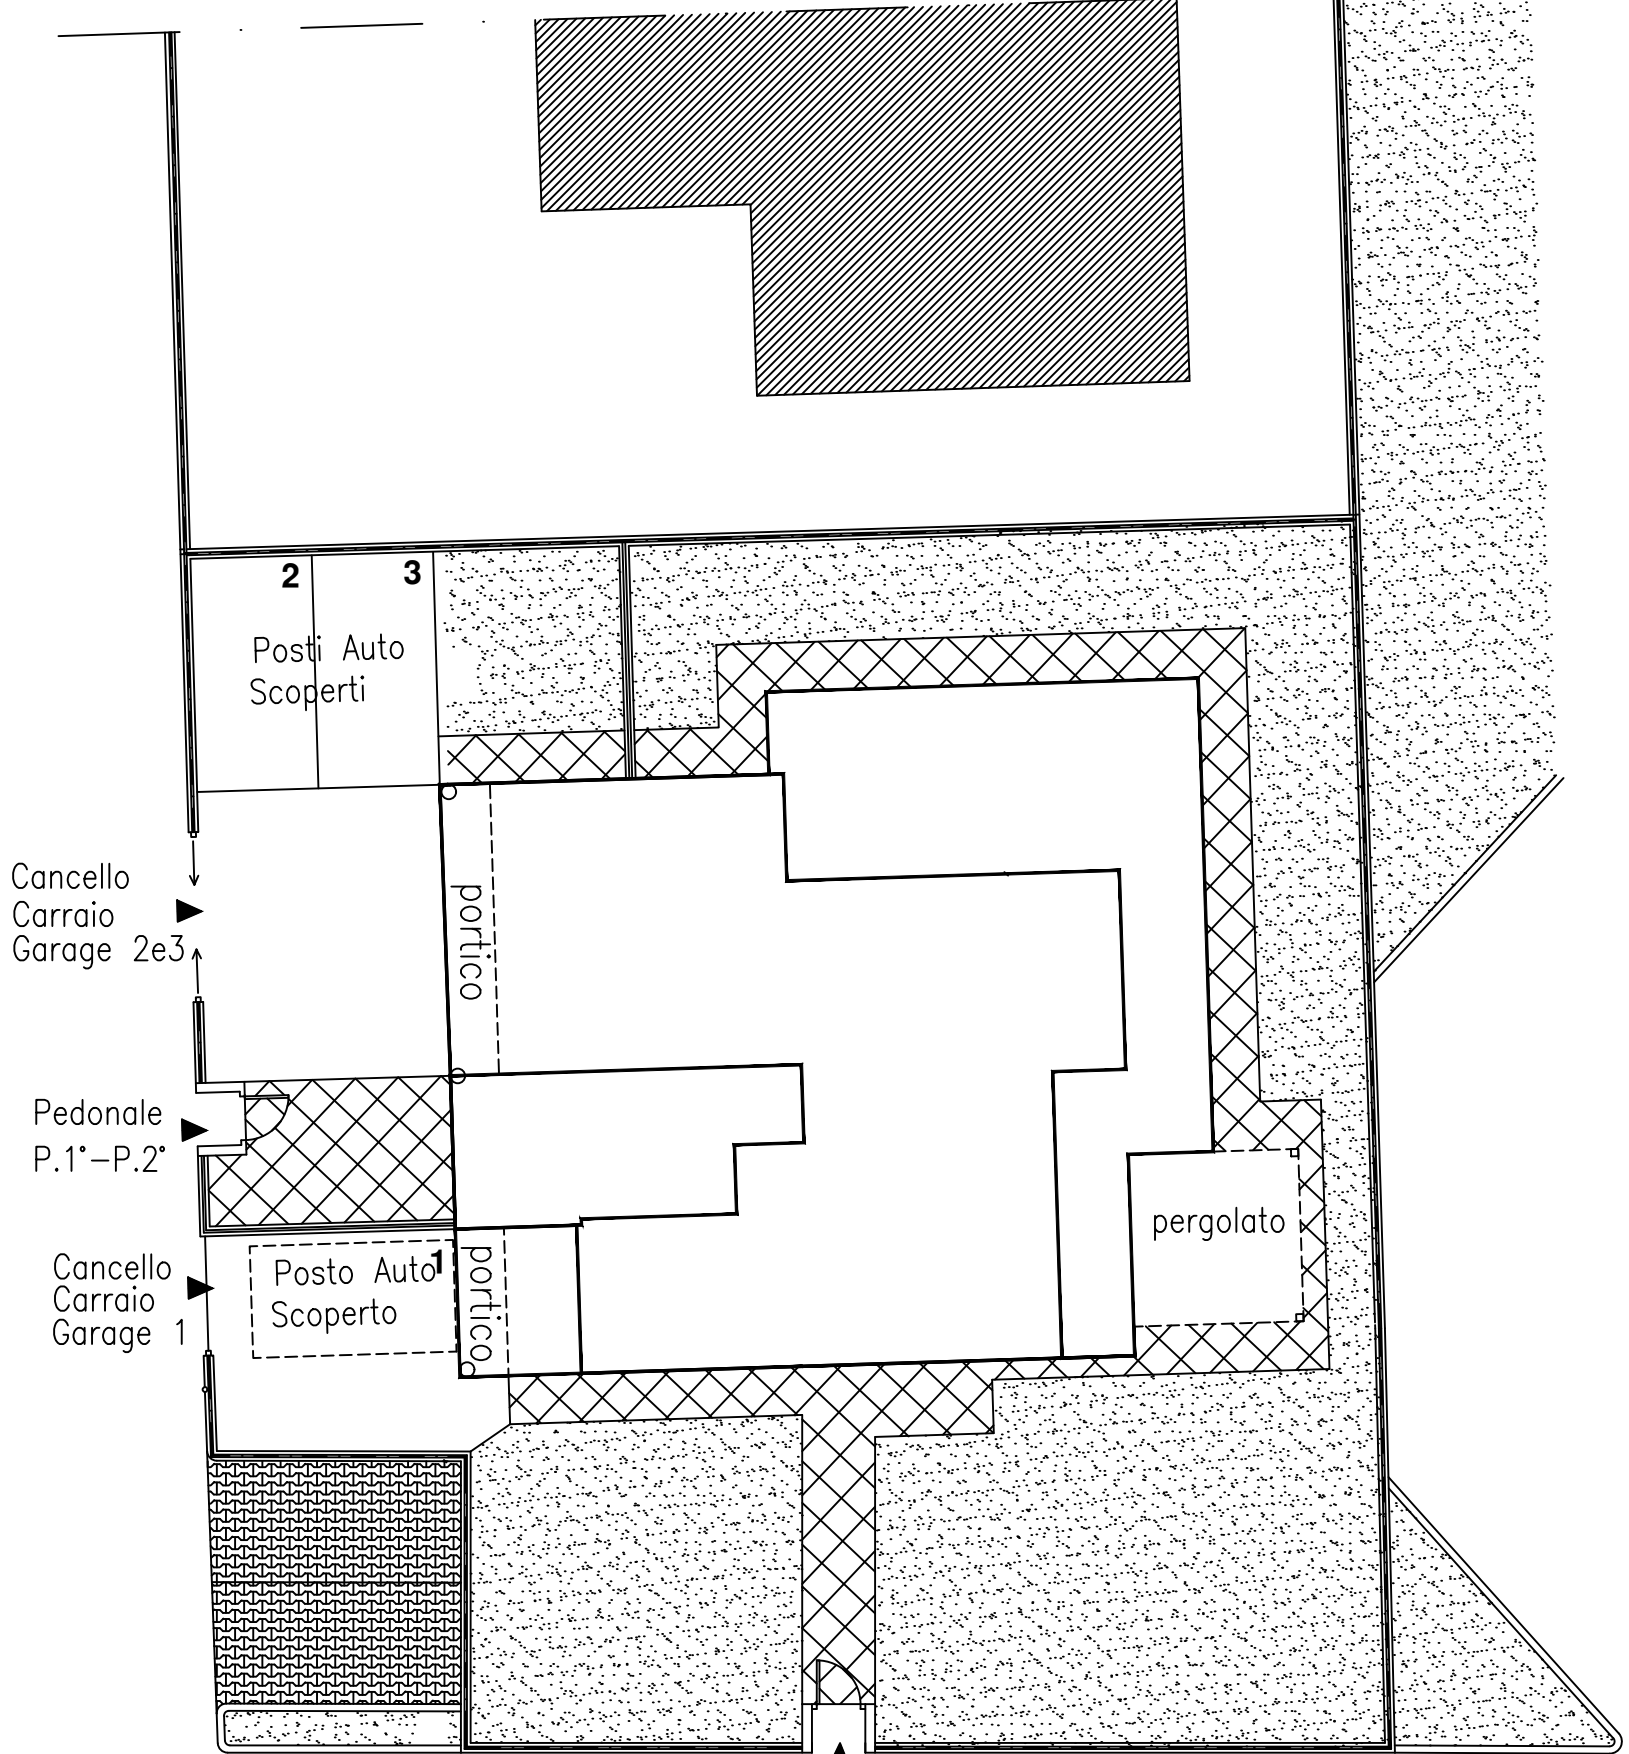 2
3
Posti Auto
Scoperti
Cancello
Carraio
Garage 2e3
portico
Pedonale
P.1°-P.2°
pergolato
Cancello
Carraio
Garage 1
1
Posto Auto
Scoperto
portico